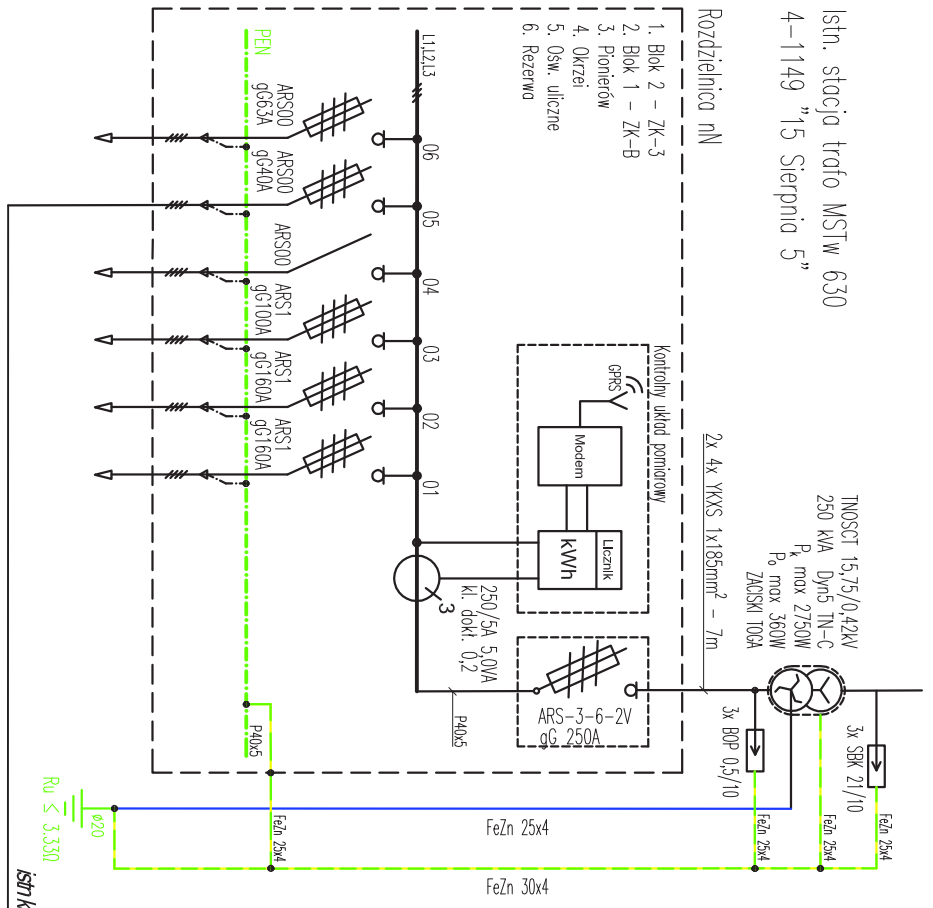 Istn. stacja trafo MSTw 630
4-1149 "15 Sierpnia 5"
Rozdzielnica nN
1. Blok 2 - ZK-3
2. Blok 1 - ZK-B
3. Pionierów
4. Okrzei
5. Ośw. uliczne
6. Rezerwa
TNOSCT 15,75/0,42kV
250 kVA Dyn5 TN-C
Pk max 2750W
Po max 360W
ZACISKI TOGA
3x SBK 21/10
3x BOP 0,5/10
2x 4x YKXS 1x185mm² - 7m
Kontrolny układ pomiarowy
GPRS
Modem
Licznik
kWh
ARS-3-6-2V
gG 250A
250/5A 5,0VA
kl. dokł. 0,2
3
P40x5
L1,L2,L3
06
05
04
03
02
01
ARS00
gG63A
ARS00
gG40A
ARS00
ARS1
gG100A
ARS1
gG160A
ARS1
gG160A
PEN
P40x5
FeZn 25x4
FeZn 25x4
FeZn 25x4
FeZn 25x4
FeZn 25x4
FeZn 30x4
ø20
Ru ≤ 3.33Ω
istn k